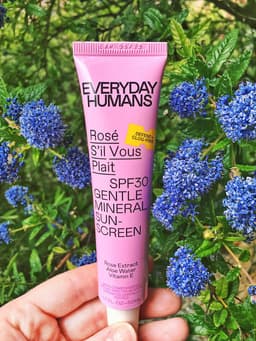 EVERYDAY
HUMANS
Rosé
S'il Vous
Plait
SPF30
GENTLE
MINERAL
SUN-
SCREEN
Rose Extract
Aloe Water
Vitamin E